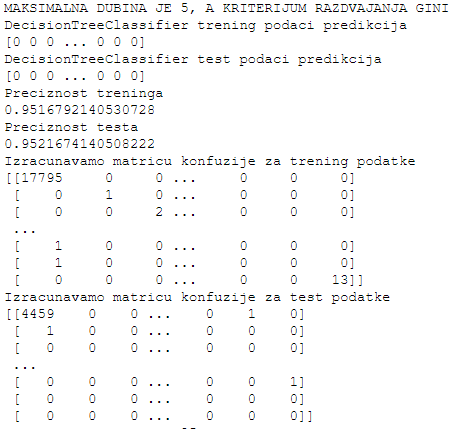 MAKSIMALNA DUBINA JE 5, A KRITERIJUM RAZDVAJANJA GINI
DecisionTreeClassifier trening podaci predikcija
[0 0 0 ... 0 0 0]
DecisionTreeClassifier test podaci predikcija
[0 0 0 ... 0 0 0]
Preciznost treninga
0.9516792140530728
Preciznost testa
0.9521674140508222
Izracunavamo matricu konfuzije za trening podatke
[[17795 0 0 ... 0 0 0]
[ 0 1 0 ... 0 0 0]
[ 0 0 2 ... 0 0 0]
...
[ 1 0 0 ... 0 0 0]
[ 1 0 0 ... 0 0 0]
[ 0 0 0 ... 0 0 13]]
Izracunavamo matricu konfuzije za test podatke
[[4459 0 0 ... 0 1 0]
[ 1 0 0 ... 0 0 0]
[ 0 0 0 ... 0 0 0]
...
[ 0 0 0 ... 0 0 1]
[ 0 0 0 ... 0 0 0]
[ 0 0 0 ... 0 0 0]]